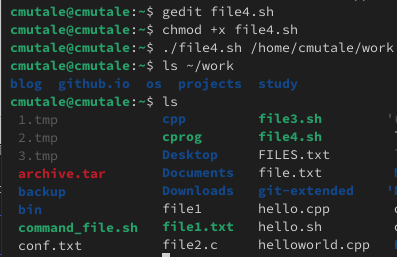 cmutale@cmutale:~$ gedit file4.sh
cmutale@cmutale:~$ chmod +x file4.sh
cmutale@cmutale:~$ ./file4.sh /home/cmutale/work
cmutale@cmutale:~$ ls ~/work
blog github.io os projects study
cmutale@cmutale:~$ ls
1.tmp cpp file3.sh
2.tmp cprog file4.sh
3.tmp Desktop FILES.txt
archive.tar Documents file.txt
backup Downloads git-extended
bin file1 hello.cpp
command_file.sh file1.txt hello.sh
conf.txt file2.c helloworld.cpp